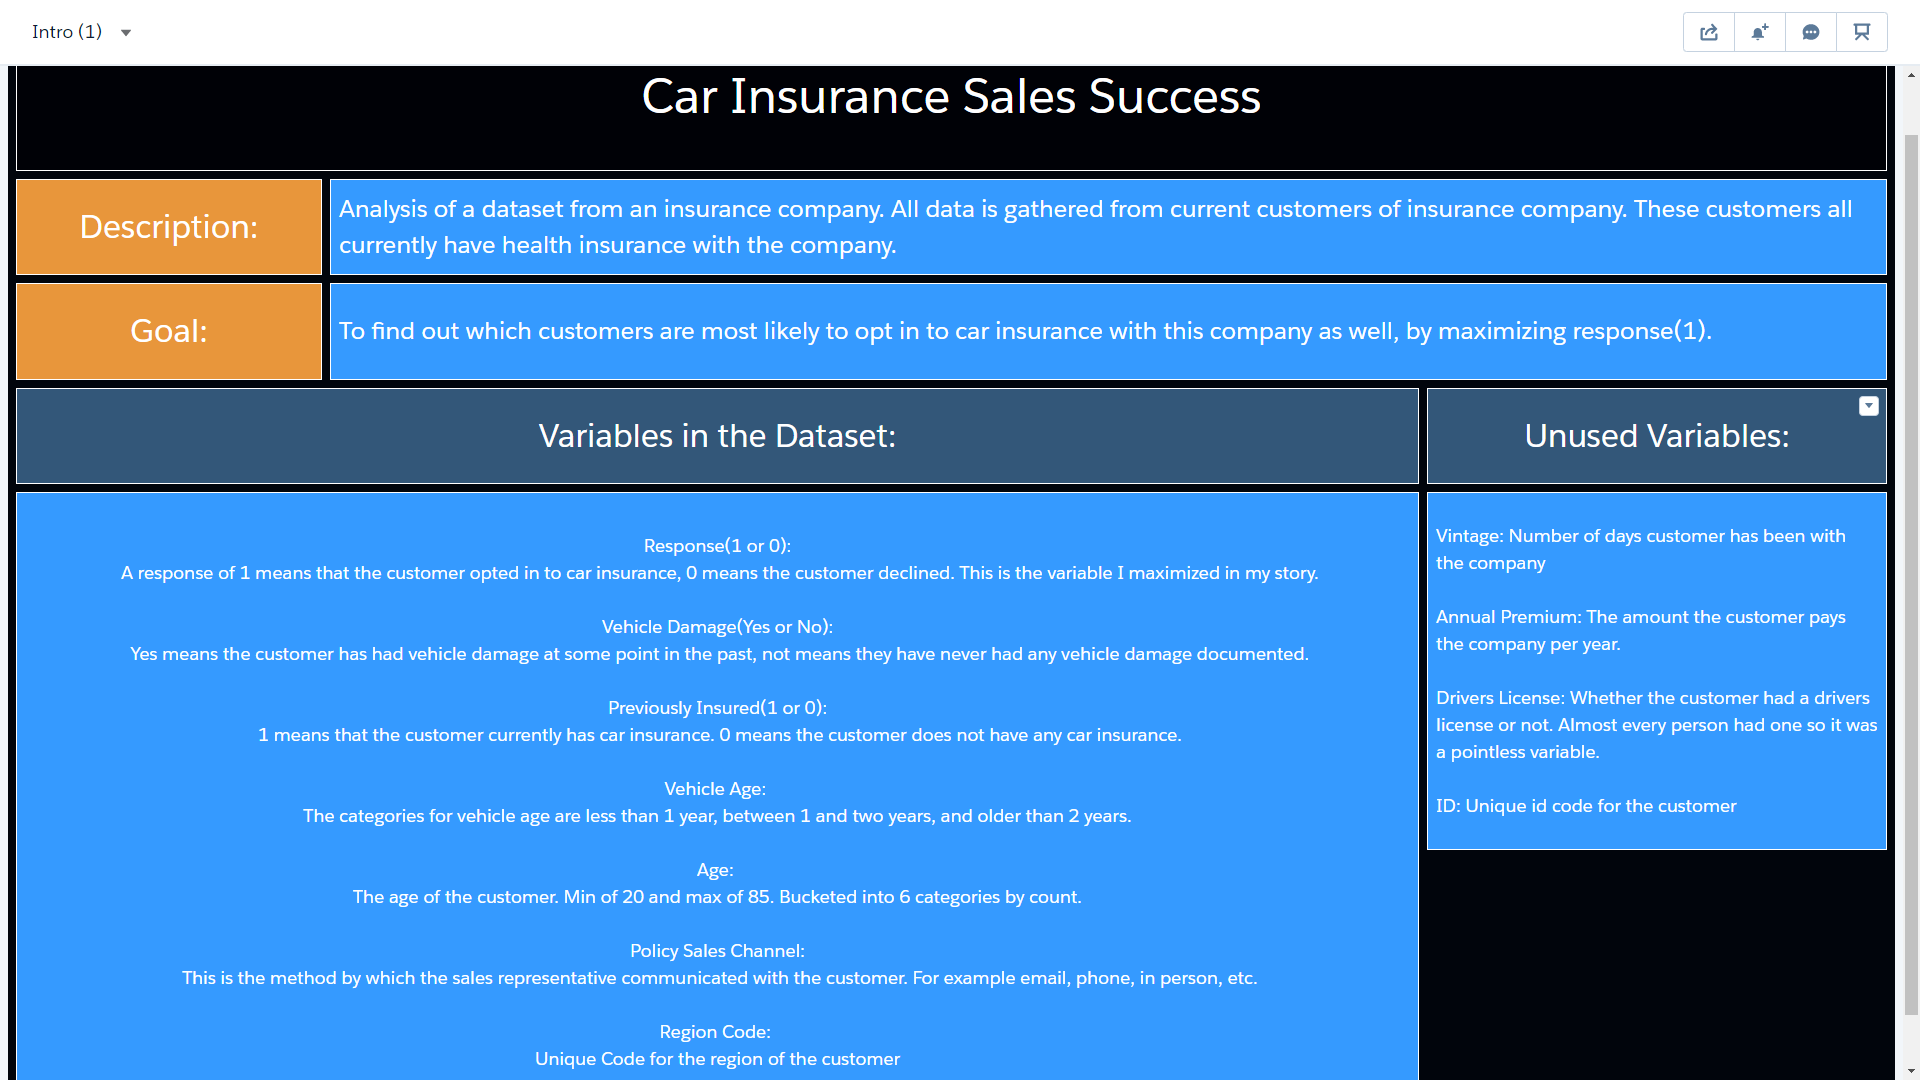 Intro (1)
Car Insurance Sales Success
Description:
Analysis of a dataset from an insurance company. All data is gathered from current customers of insurance company. These customers all
currently have health insurance with the company.
Goal:
To find out which customers are most likely to opt in to car insurance with this company as well, by maximizing response(1).
Variables in the Dataset:
Response(1 or 0):
A response of 1 means that the customer opted in to car insurance, 0 means the customer declined. This is the variable I maximized in my story.
Vehicle Damage(Yes or No):
Yes means the customer has had vehicle damage at some point in the past, not means they have never had any vehicle damage documented.
Previously Insured(1 or 0):
1 means that the customer currently has car insurance. 0 means the customer does not have any car insurance.
Vehicle Age:
The categories for vehicle age are less than 1 year, between 1 and two years, and older than 2 years.
Age:
The age of the customer. Min of 20 and max of 85. Bucketed into 6 categories by count.
Policy Sales Channel:
This is the method by which the sales representative communicated with the customer. For example email, phone, in person, etc.
Region Code:
Unique Code for the region of the customer
Unused Variables:
Vintage: Number of days customer has been with
the company
Annual Premium: The amount the customer pays
the company per year.
Drivers License: Whether the customer had a drivers
license or not. Almost every person had one so it was
a pointless variable.
ID: Unique id code for the customer